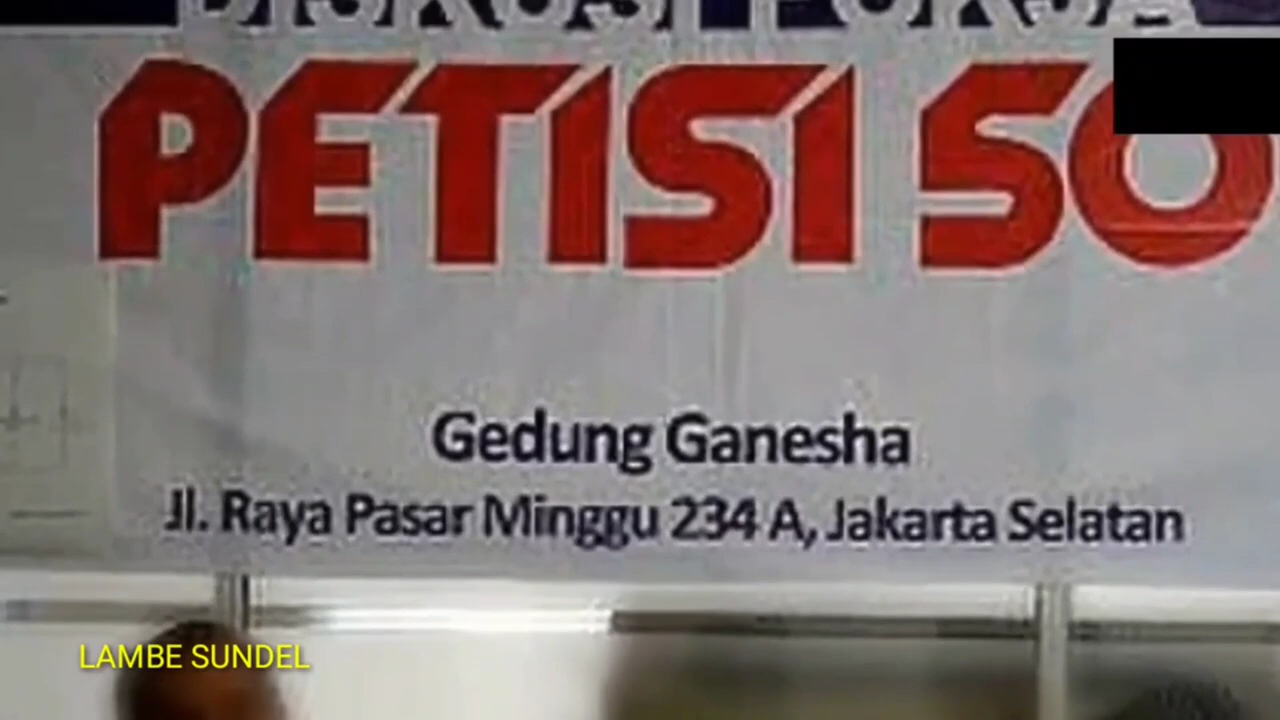 PETISI 50
Gedung Ganesha
Jl. Raya Pasar Minggu 234 A, Jakarta Selatan
LAMBE SUNDEL